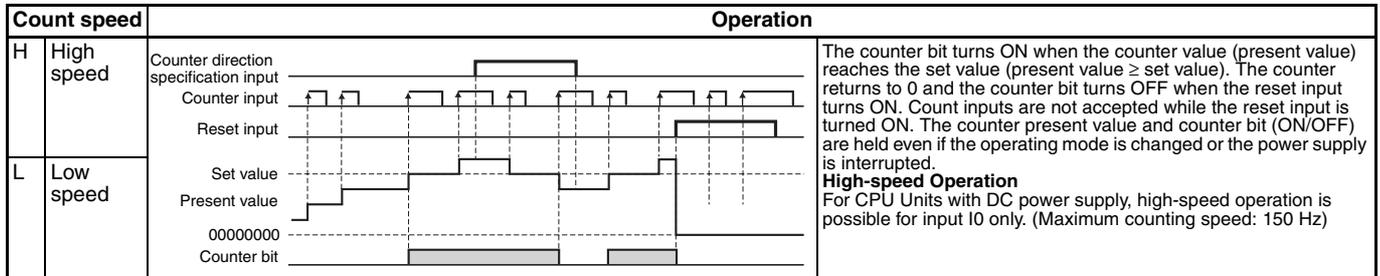 Count speed
Operation
H
High
speed
L
Low
speed
Counter direction
specification input
Counter input
Reset input
Set value
Present value
00000000
Counter bit
The counter bit turns ON when the counter value (present value)
reaches the set value (present value ≥ set value). The counter
returns to 0 and the counter bit turns OFF when the reset input
turns ON. Count inputs are not accepted while the reset input is
turned ON. The counter present value and counter bit (ON/OFF)
are held even if the operating mode is changed or the power supply
is interrupted.
High-speed Operation
For CPU Units with DC power supply, high-speed operation is
possible for input I0 only. (Maximum counting speed: 150 Hz)